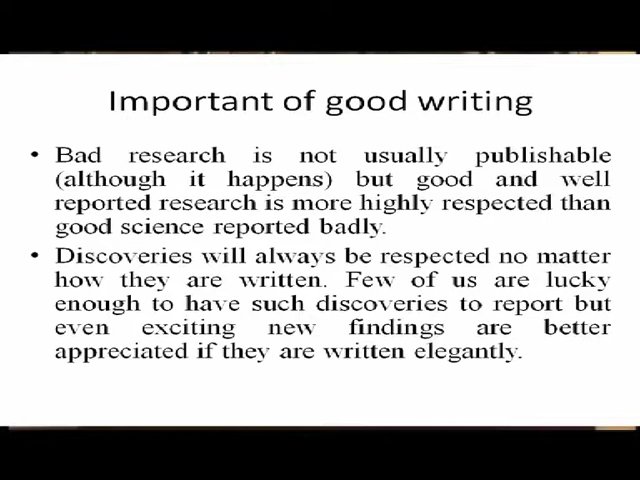 Important of good writing
• Bad research is not usually publishable
(although it happens) but good and well
reported research is more highly respected than
good science reported badly.
• Discoveries will always be respected no matter
how they are written. Few of us are lucky
enough to have such discoveries to report but
even exciting new findings are better
appreciated if they are written elegantly.